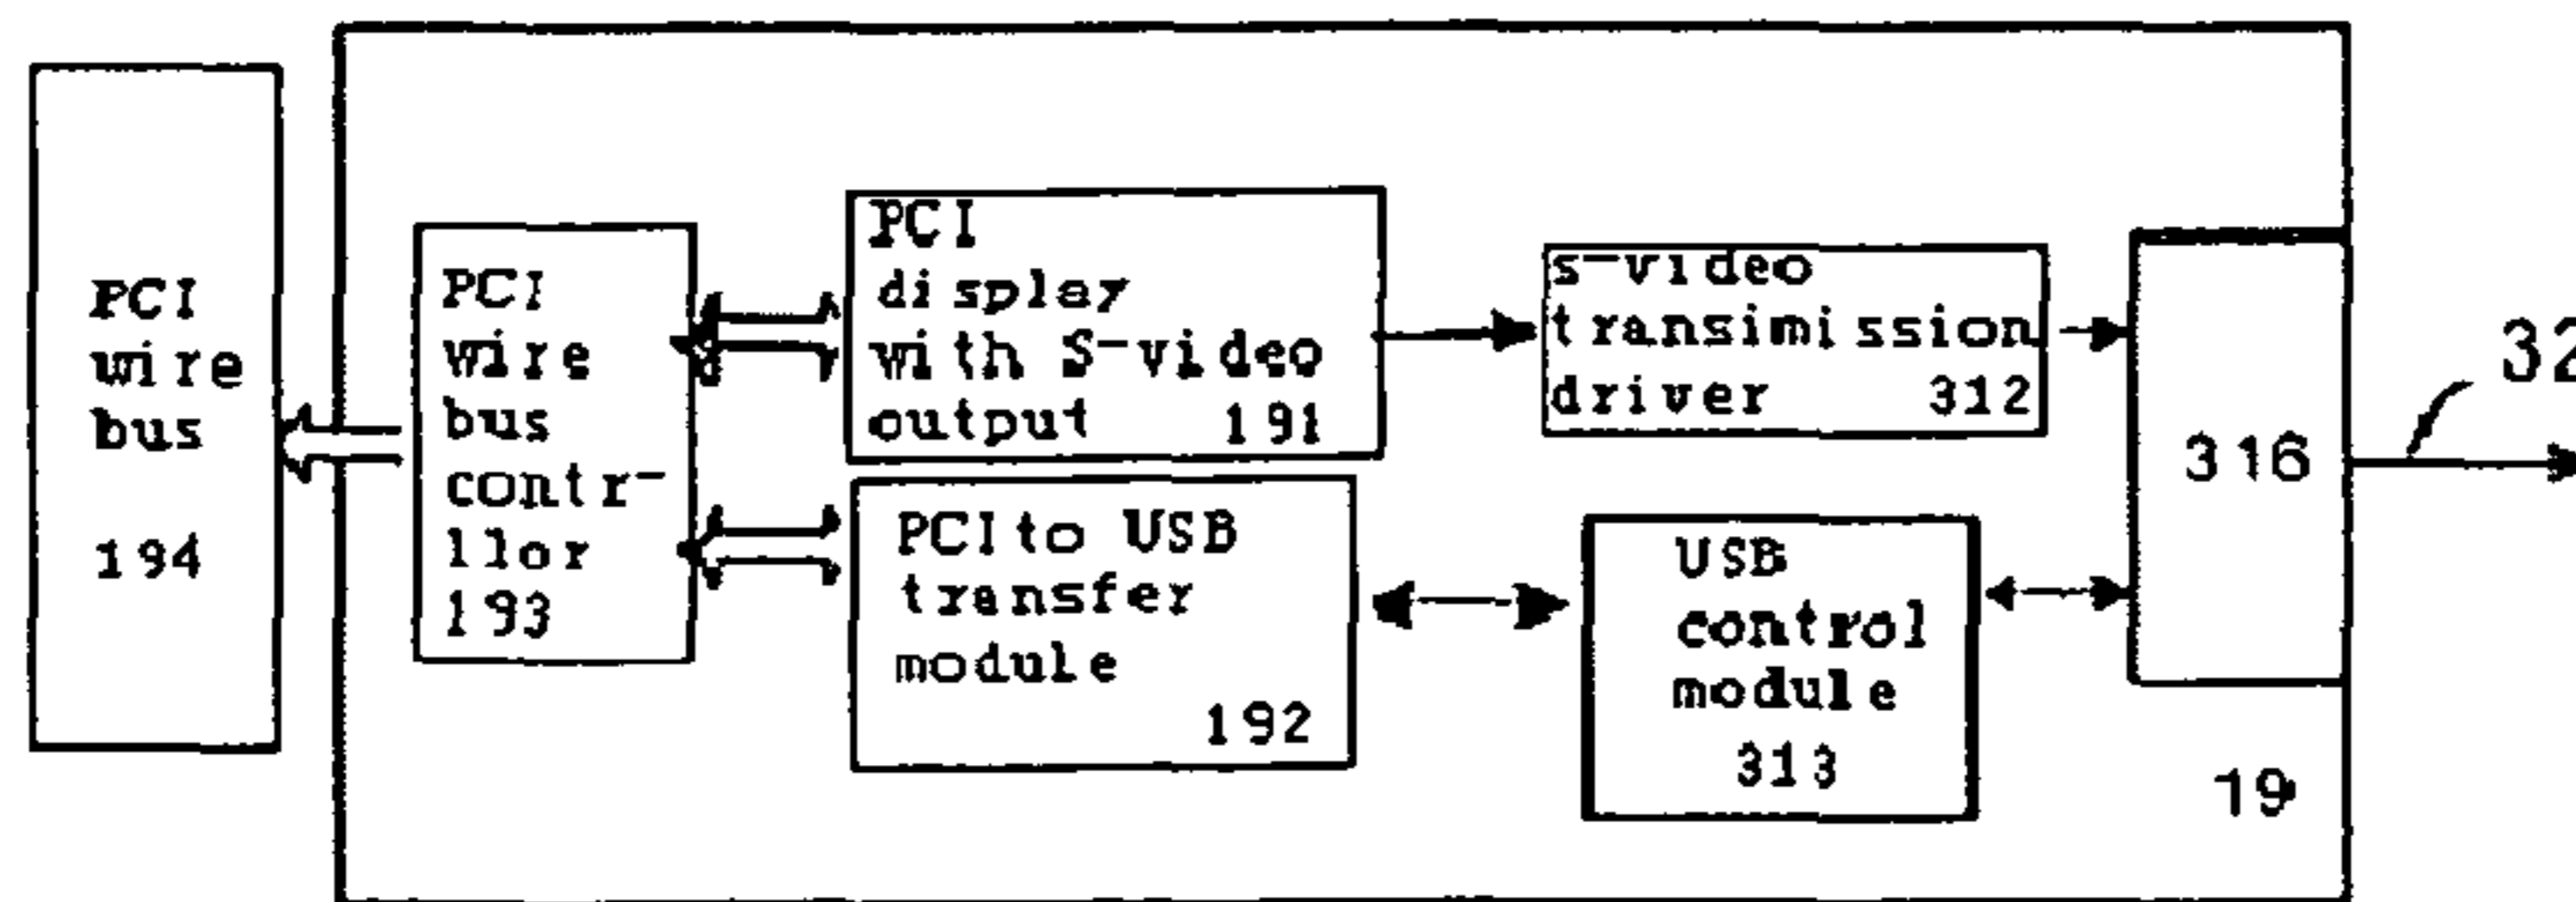 PCI
wire
bus
194
PCI
wire
bus
contr-
llor
193
PCI
display
with S-video
output 191
PCI to USB
transfer
module
192
s-video
transimission
driver 312
USB
control
module
313
316
19
32